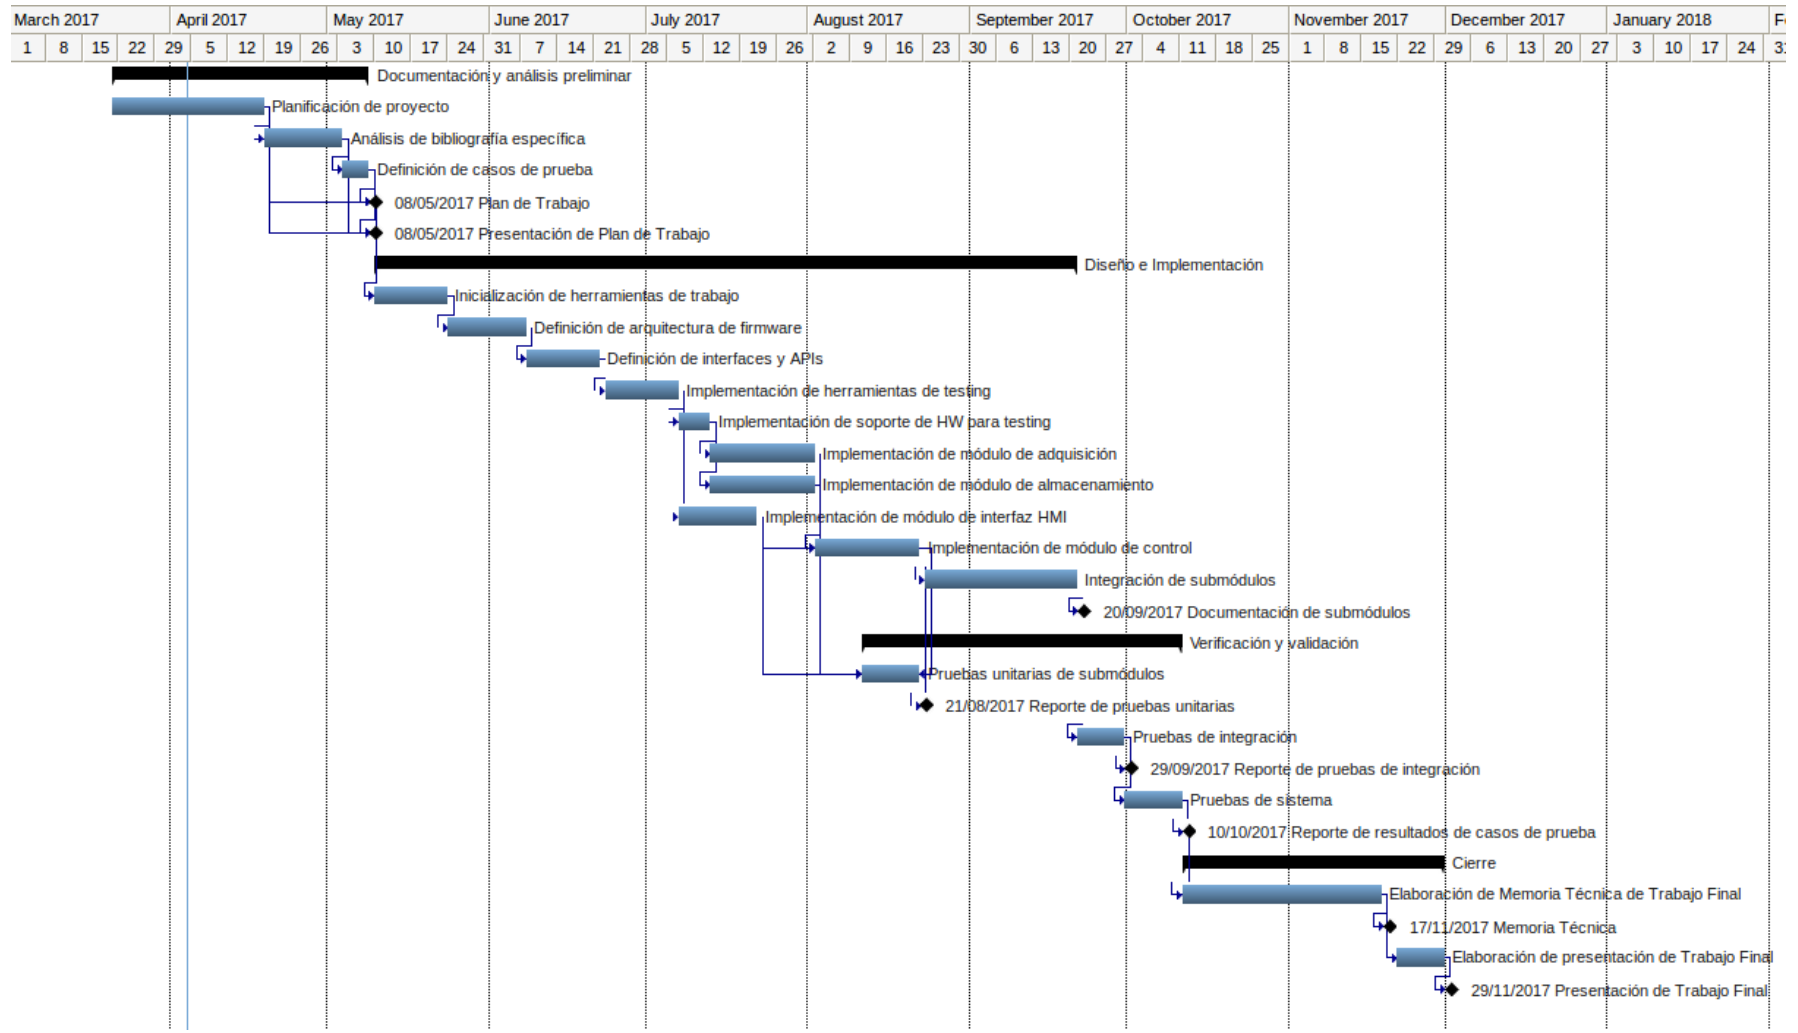 March 2017 April 2017 May 2017 June 2017 July 2017 August 2017 September 2017 October 2017 November 2017 December 2017 January 2018
1 8 15 22 29 5 12 19 26 3 10 17 24 31 7 14 21 28 5 12 19 26 2 9 16 23 30 6 13 20 27 4 11 18 25 1 8 15 22 29 6 13 20 27 3 10 17 24
Documentación y análisis preliminar
Planificación de proyecto
Análisis de bibliografía específica
Definición de casos de prueba
08/05/2017 Plan de Trabajo
08/05/2017 Presentación de Plan de Trabajo
Diseño e Implementación
Inicialización de herramientas de trabajo
Definición de arquitectura de firmware
Definición de interfaces y APIs
Implementación de herramientas de testing
Implementación de soporte de HW para testing
Implementación de módulo de adquisición
Implementación de módulo de almacenamiento
Implementación de módulo de interfaz HMI
Implementación de módulo de control
Integración de submódulos
20/09/2017 Documentación de submódulos
Verificación y validación
Pruebas unitarias de submódulos
21/08/2017 Reporte de pruebas unitarias
Pruebas de integración
29/09/2017 Reporte de pruebas de integración
Pruebas de sistema
10/10/2017 Reporte de resultados de casos de prueba
Cierre
Elaboración de Memoria Técnica de Trabajo Final
17/11/2017 Memoria Técnica
Elaboración de presentación de Trabajo Final
29/11/2017 Presentación de Trabajo Final